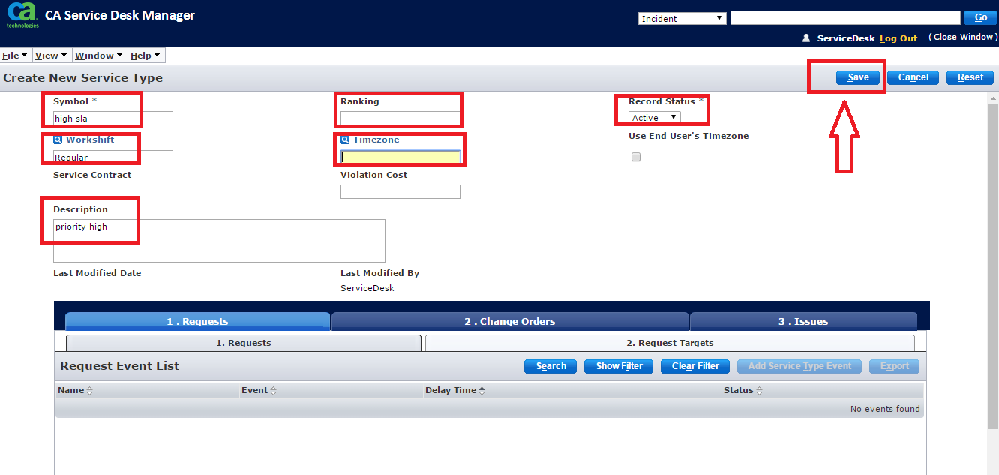 ca
technologies
CA Service Desk Manager
Incident
Go
ServiceDesk Log Out ( Close Window )
File View Window Help
Create New Service Type
Save Cancel Reset
Symbol * Ranking Record Status *
high sla Active
Workshift Timezone Use End User's Timezone
Regular
Service Contract Violation Cost
Description
priority high
Last Modified Date Last Modified By
ServiceDesk
1 . Requests 2 . Change Orders 3 . Issues
1. Requests 2. Request Targets
Request Event List Search Show Filter Clear Filter Add Service Type Event Export
Name Event Delay Time Status
No events found